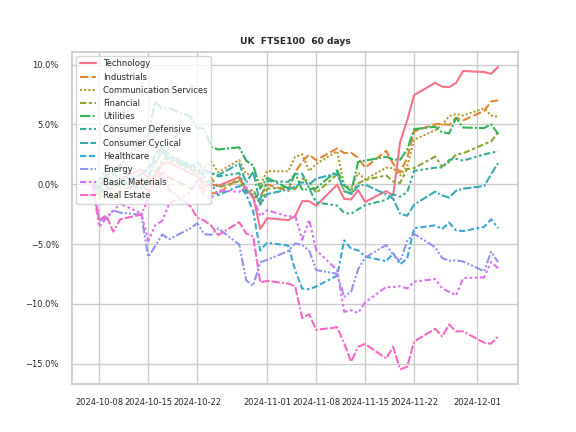 UK  FTSE100  60 days
10.0%
5.0%
0.0%
−5.0%
−10.0%
−15.0%
Technology
Industrials
Communication Services
Financial
Utilities
Consumer Defensive
Consumer Cyclical
Healthcare
Energy
Basic Materials
Real Estate
2024-10-08 2024-10-15 2024-10-22 2024-11-01 2024-11-08 2024-11-15 2024-11-22 2024-12-01